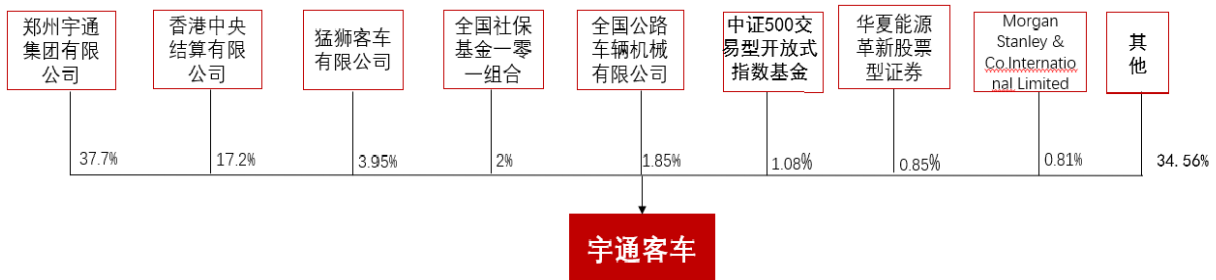 郑州宇通
集团有限
公司
香港中央
结算有限
公司
猛狮客车
有限公司
全国社保
基金一零
一组合
全国公路
车辆机械
有限公司
中证500交
易型开放式
指数基金
华夏能源
革新股票
型证券
Morgan
Stanley &
Co.Internatio
nal Limited
其
他
37.7%
17.2%
3.95%
2%
1.85%
1.08%
0.85%
0.81%
34.56%
宇通客车